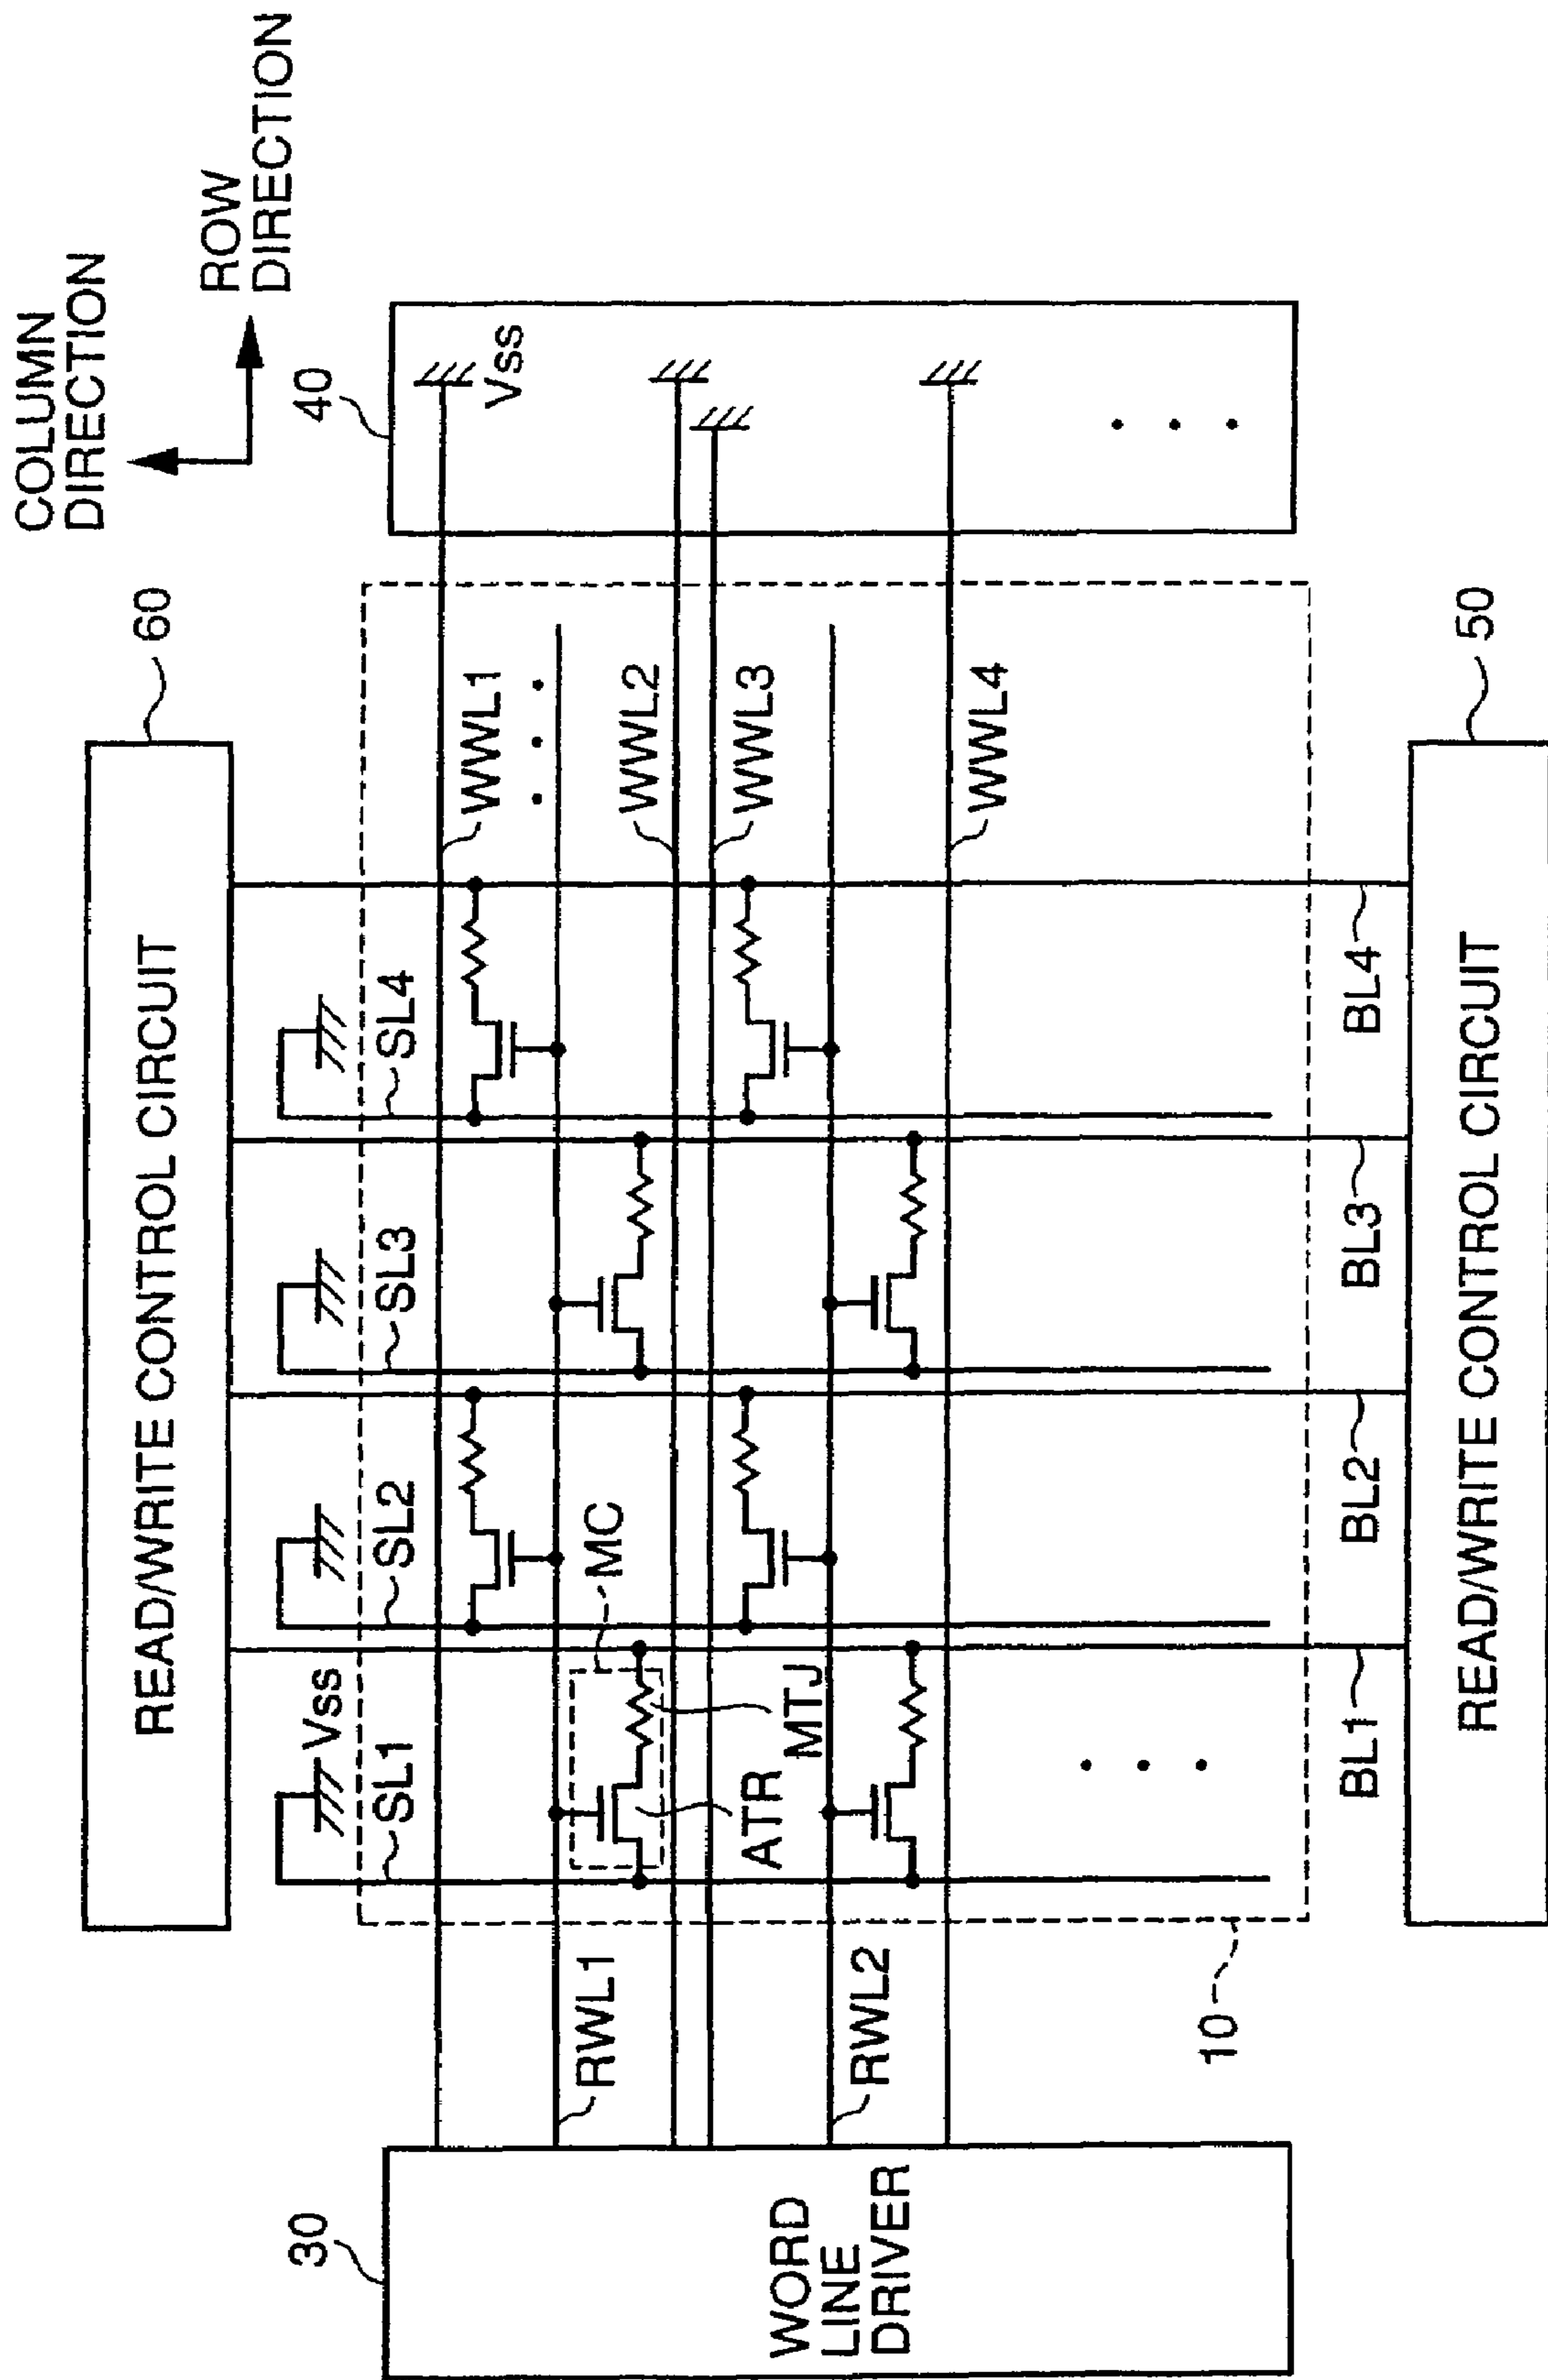 COLUMN
DIRECTION
ROW
DIRECTION
60
READ/WRITE CONTROL CIRCUIT
40
Vss
Vss
SL1
SL2
SL3
SL4
WWL1
RWL1
MC
WWL2
WWL3
ATR
MTJ
RWL2
WWL4
30
WORD
LINE
DRIVER
10
BL1
BL2
BL3
BL4
50
READ/WRITE CONTROL CIRCUIT